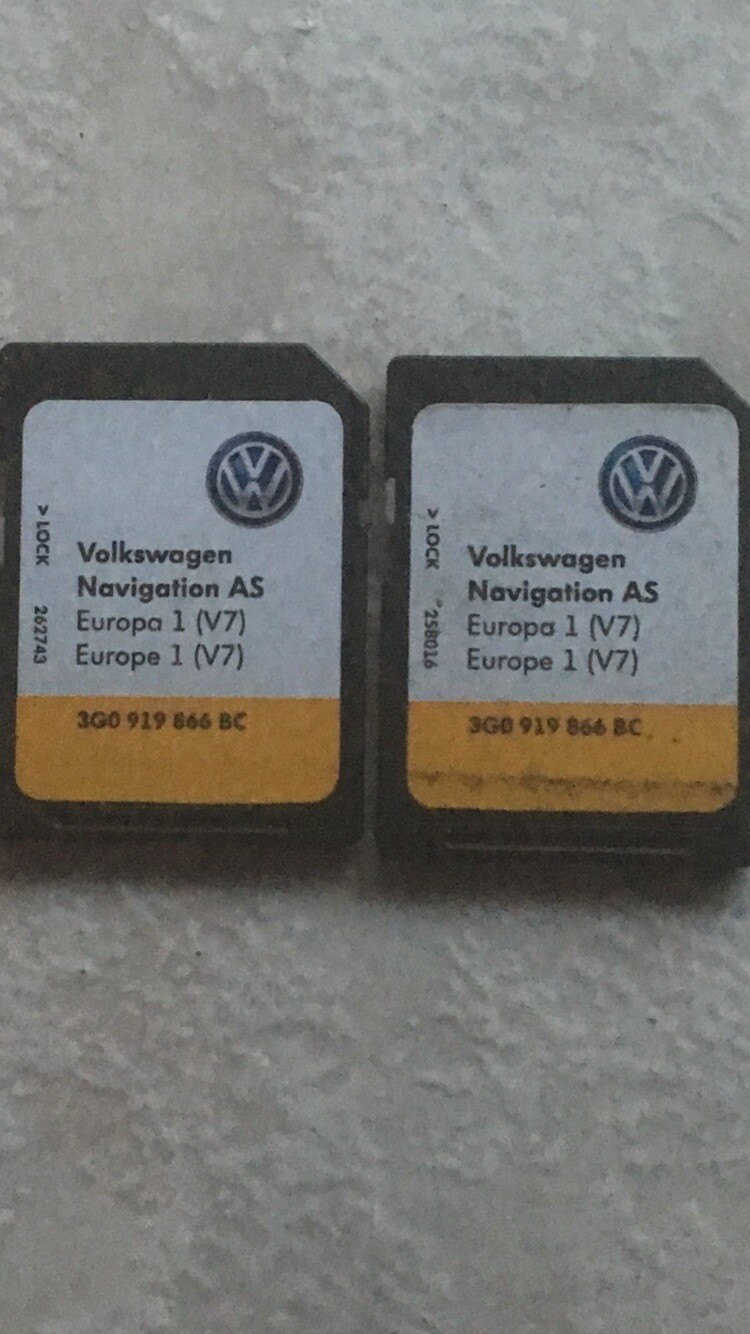 > LOCK 262743
Volkswagen
Navigation AS
Europa 1 (V7)
Europe 1 (V7)
3G0 919 866 BC
> LOCK 258016
Volkswagen
Navigation AS
Europa 1 (V7)
Europe 1 (V7)
3G0 919 866 BC